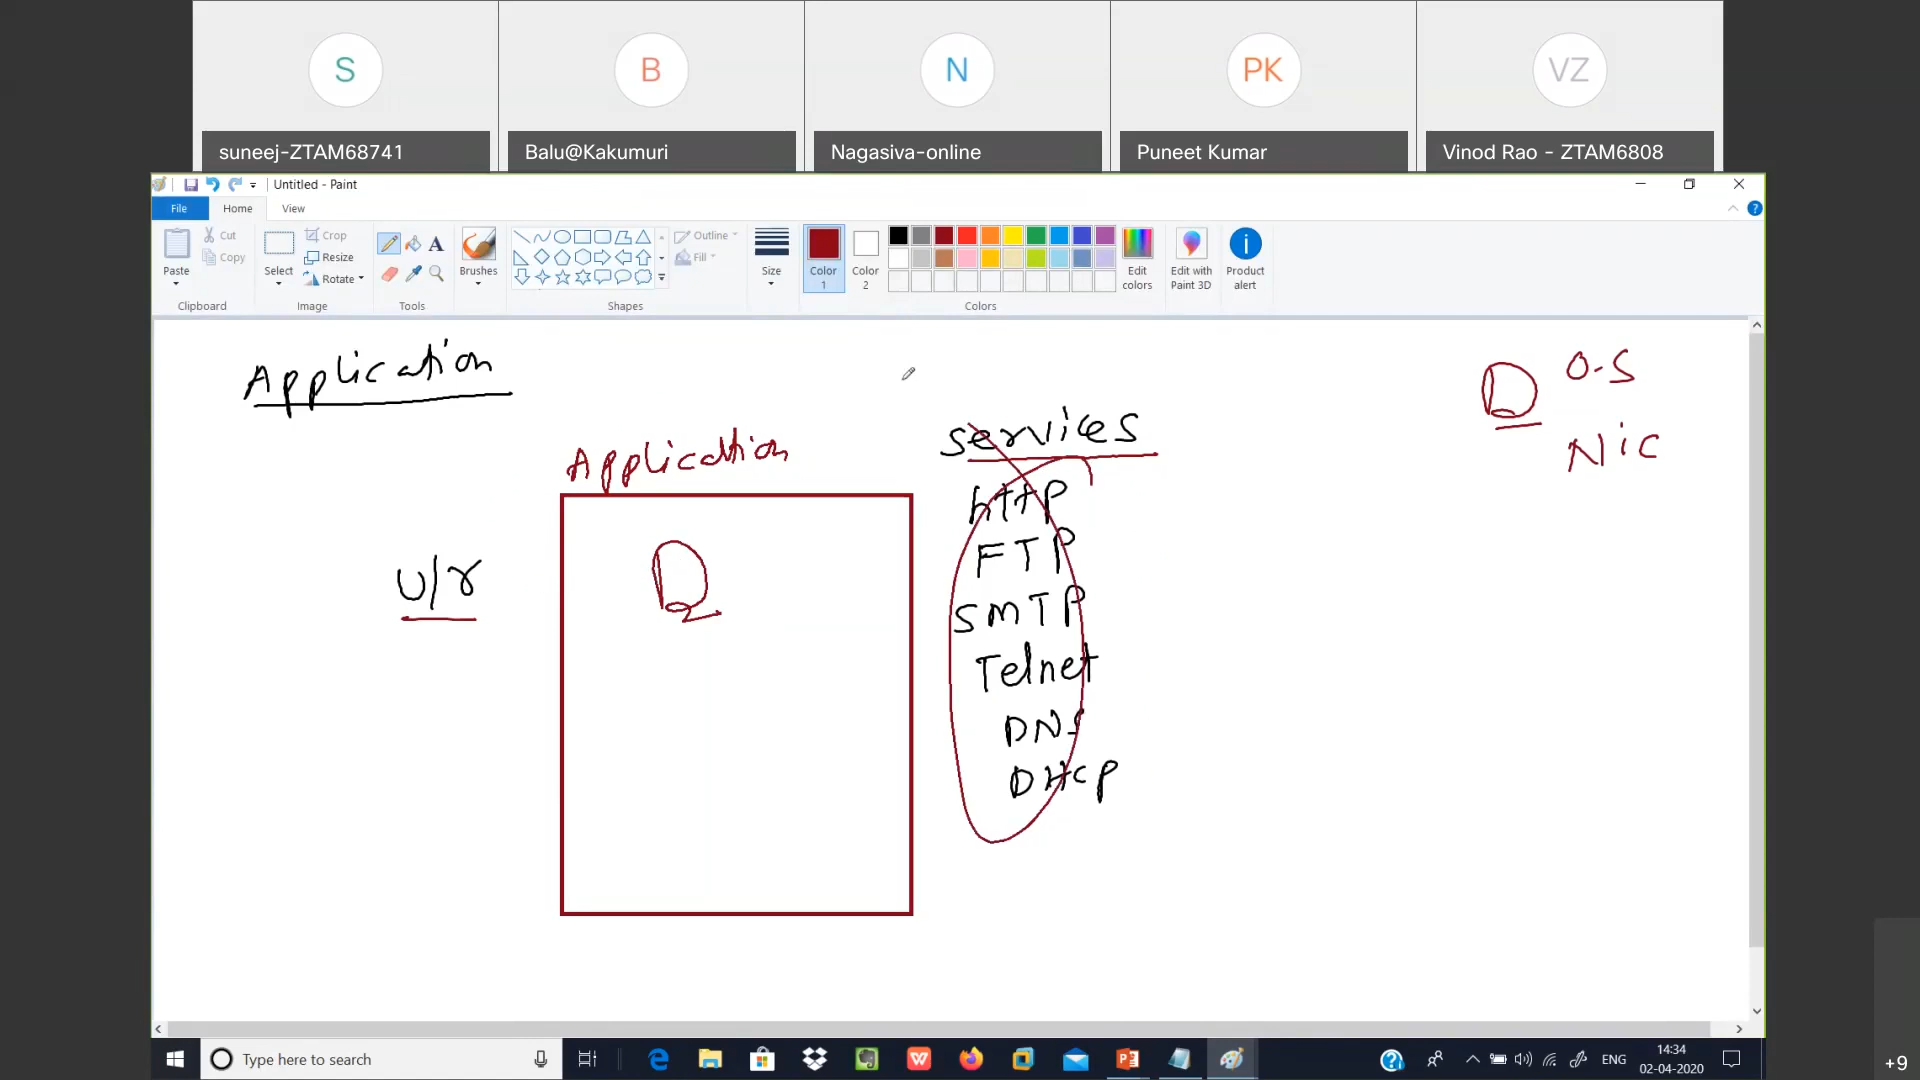 S B N PK VZ
suneej-ZTAM68741 Balu@Kakumuri Nagasiva-online Puneet Kumar Vinod Rao - ZTAM6808
Untitled - Paint
File Home View
Paste Cut Copy Select Crop Resize Rotate A Brushes Outline Fill Size Color 1 Color 2 Edit colors Edit with Paint 3D Product alert
Clipboard Image Tools Shapes Colors
Application
D O-S
NiC
Application
services
http
FTP
U/r
D
SMTP
Telnet
DNS
DHCP
Type here to search
ENG
14:34
02-04-2020
+9